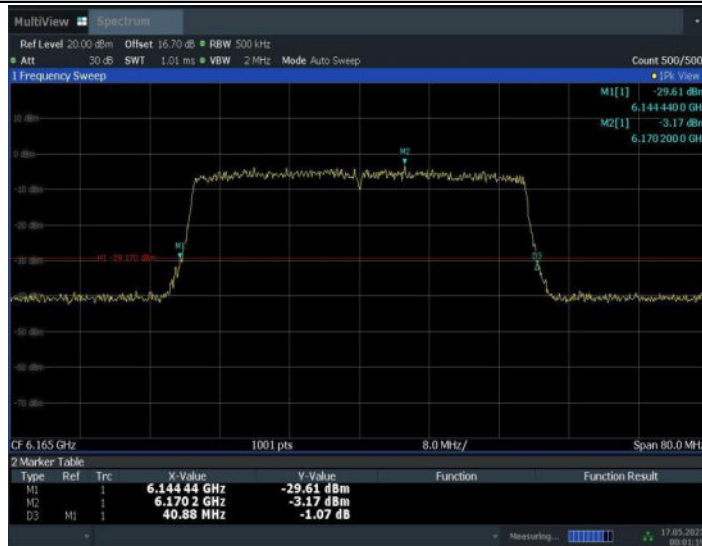 MultiView Spectrum
Ref Level 20.00 dBm Offset 16.70 dB RBW 500 kHz
Att 30 dB SWT 1.01 ms VBW 2 MHz Mode Auto Sweep Count 500/500
1 Frequency Sweep 1Pk View
M1[1] -29.61 dBm
6.1444400 GHz
M2[1] -3.17 dBm
6.1702000 GHz
10 dBm
0 dBm
M2
-10 dBm
-20 dBm
M1
H1 -29.170 dBm
D3
-30 dBm
-40 dBm
-50 dBm
-60 dBm
-70 dBm
CF 6.165 GHz 1001 pts 8.0 MHz/ Span 80.0 MHz
2 Marker Table
Type Ref Trc X-Value Y-Value Function Function Result
M1 1 6.144 44 GHz -29.61 dBm
M2 1 6.170 2 GHz -3.17 dBm
D3 M1 1 40.88 MHz -1.07 dB
Measuring... 17.05.2023